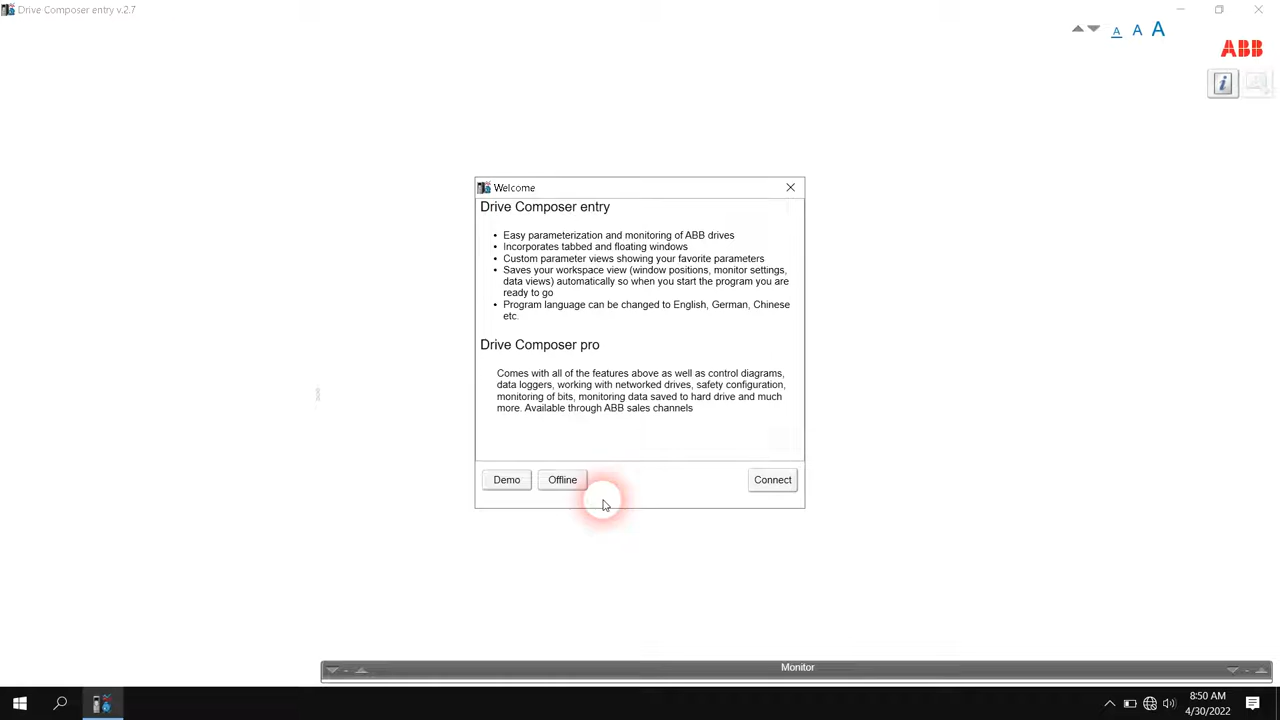 Drive Composer entry v.2.7
A A A
ABB
i
Welcome
Drive Composer entry
• Easy parameterization and monitoring of ABB drives
• Incorporates tabbed and floating windows
• Custom parameter views showing your favorite parameters
• Saves your workspace view (window positions, monitor settings,
data views) automatically so when you start the program you are
ready to go
• Program language can be changed to English, German, Chinese
etc.
Drive Composer pro
Comes with all of the features above as well as control diagrams,
data loggers, working with networked drives, safety configuration,
monitoring of bits, monitoring data saved to hard drive and much
more. Available through ABB sales channels
Demo Offline Connect
Monitor
8:50 AM
4/30/2022